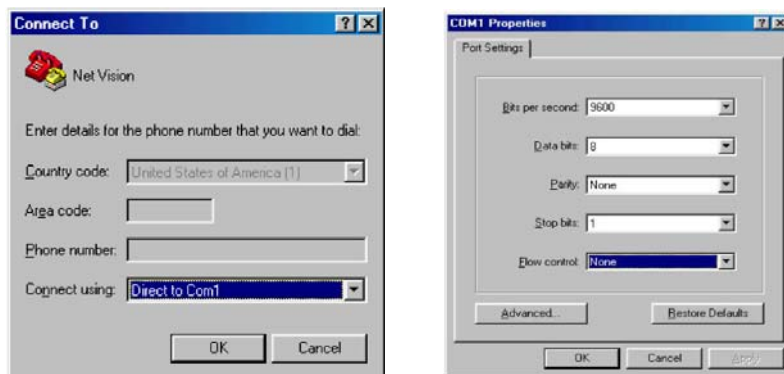 Connect To
Net Vision
Enter details for the phone number that you want to dial:
Country code: United States of America (1)
Area code:
Phone number:
Connect using: Direct to Com1
OK Cancel
COM1 Properties
Port Settings
Bits per second: 9600
Data bits: 8
Parity: None
Stop bits: 1
Flow control: None
Advanced... Restore Defaults
OK Cancel Apply